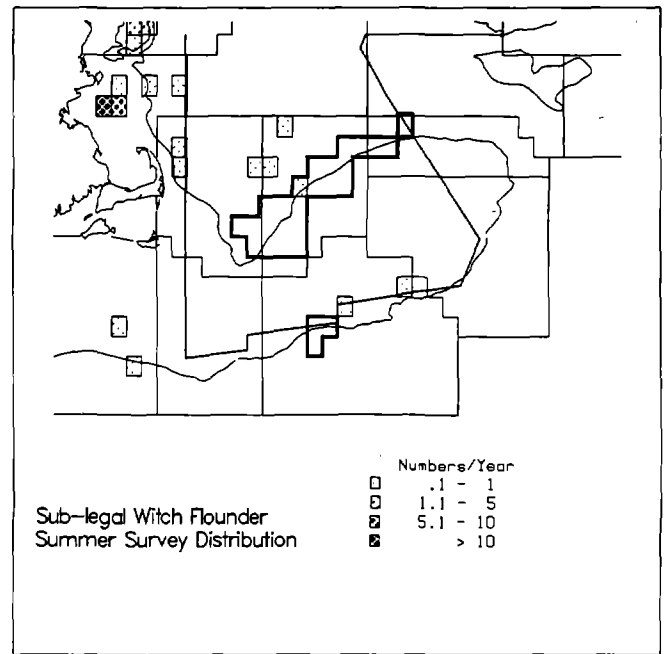 Numbers/Year
.1 - 1
1.1 - 5
5.1 - 10
> 10
Sub-legal Witch Flounder
Summer Survey Distribution